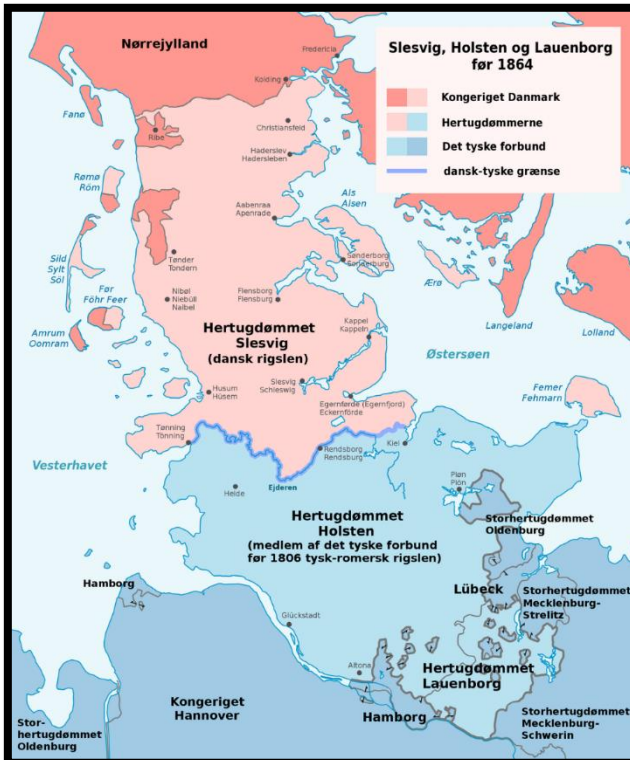 Slesvig, Holsten og Lauenborg
før 1864
Kongeriget Danmark
Hertugdømmerne
Det tyske forbund
dansk-tyske grænse
Nørrejylland
Fredericia
Kolding
Fanø
Ribe
Christiansfeld
Haderslev
Hadersleben
Rømø
Röm
Als
Alsen
Aabenraa
Apenrade
Sønderborg
Sonderburg
Tønder
Tondern
Ærø
Sild
Sylt
Söl
Nibøl
Niebüll
Naibel
Flensborg
Flensburg
Før
Föhr Feer
Langeland
Lolland
Amrum
Oomram
Hertugdømmet
Slesvig
(dansk rigslen)
Kappel
Kappeln
Østersøen
Slesvig
Schleswig
Husum
Hüsem
Egernførde (Egernfjord)
Eckernförde
Femer
Fehmarn
Tønning
Tönning
Kiel
Rendsborg
Rendsburg
Vesterhavet
Heide
Ejderen
Pløn
Plön
Hertugdømmet
Holsten
(medlem af det tyske forbund
før 1806 tysk-romersk rigslen)
Storhertugdømmet
Oldenburg
Hamborg
Lübeck
Storhertugdømmet
Mecklenburg-
Strelitz
Glückstadt
Altona
Hertugdømmet
Lauenborg
Kongeriget
Hannover
Hamborg
Storhertugdømmet
Mecklenburg-
Schwerin
Stor-
hertugdømmet
Oldenburg